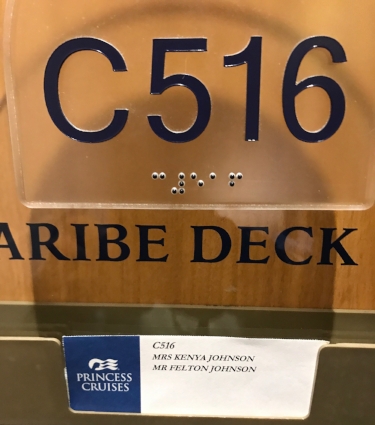 C516
ARIBE DECK
C516
MRS KENYA JOHNSON
MR FELTON JOHNSON
PRINCESS
CRUISES